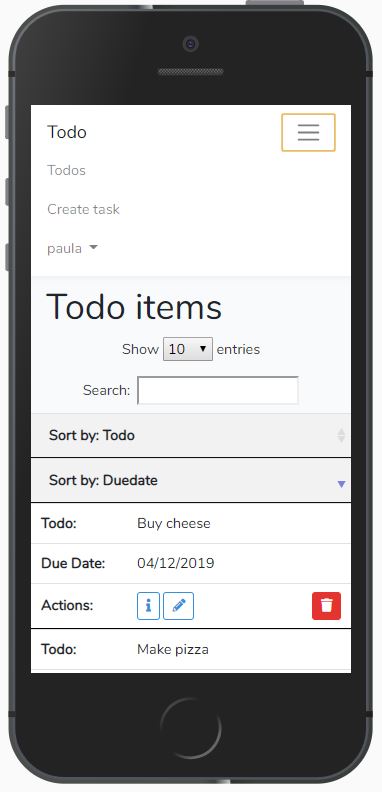 Todo
Todos
Create task
paula
Todo items
Show 10 entries
Search:
Sort by: Todo
Sort by: Duedate
Todo: Buy cheese
Due Date: 04/12/2019
Actions:
Todo: Make pizza